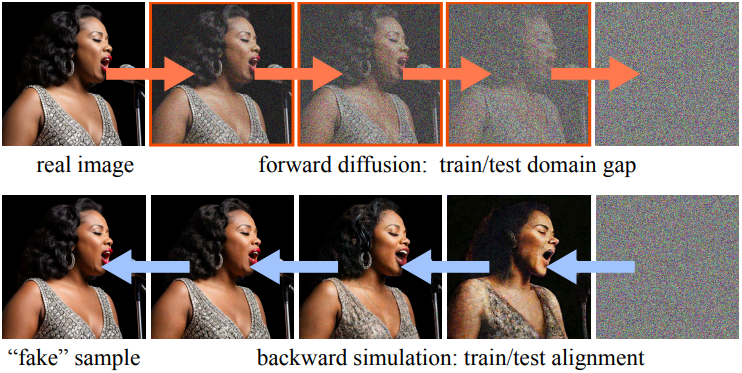 real image
forward diffusion: train/test domain gap
“fake” sample
backward simulation: train/test alignment